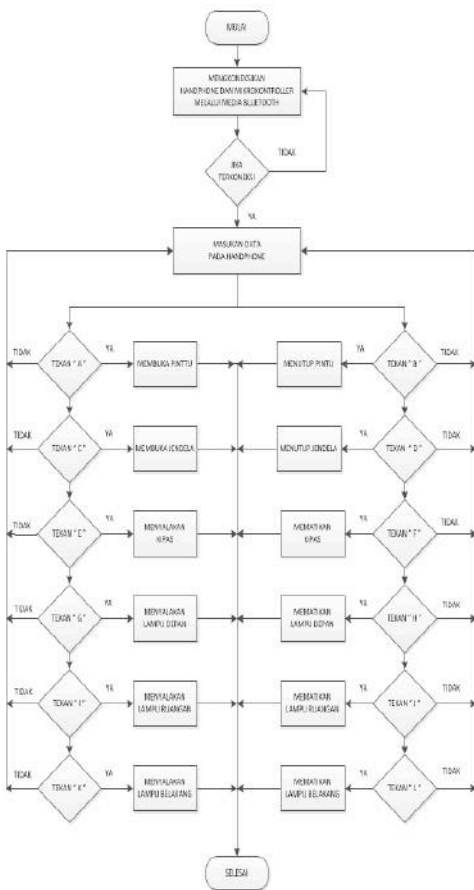 MULAI
MENGKONEKSIKAN
HANDPHONE DAN MIKROKONTROLLER
MELALUI MEDIA BLUETOOTH
TIDAK
JIKA
TERKONEKSI
YA
MASUKAN DATA
PADA HANDPHONE
TIDAK
TEKAN " A "
YA
MEMBUKA PINTTU
MENUTUP PINTU
YA
TEKAN " B "
TIDAK
TIDAK
TEKAN " C "
YA
MEMBUKA JENDELA
MENUTUP JENDELA
YA
TEKAN " D "
TIDAK
TIDAK
TEKAN " E "
YA
MENYALAKAN
KIPAS
MEMATIKAN
KIPAS
YA
TEKAN " F "
TIDAK
TIDAK
TEKAN " G "
YA
MENYALAKAN
LAMPU DEPAN
MEMATIKAN
LAMPU DEPAN
YA
TEKAN " H "
TIDAK
TIDAK
TEKAN " I "
YA
MENYALAKAN
LAMPU RUANGAN
MEMATIKAN
LAMPU RUANGAN
YA
TEKAN " J "
TIDAK
TIDAK
TEKAN " K "
YA
MENYALAKAN
LAMPU BELAKANG
MEMATIKAN
LAMPU BELAKANG
YA
TEKAN " L "
TIDAK
SELESAI